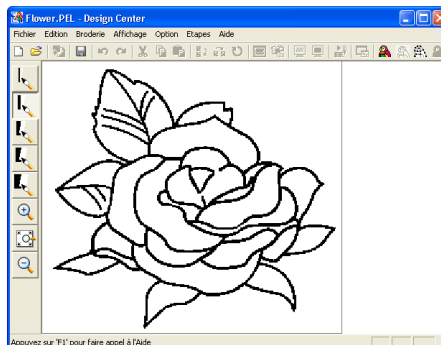 Flower.PEL - Design Center
Fichier Edition Broderie Affichage Option Etapes Aide
Appuyez sur 'F1' pour faire appel à l'Aide